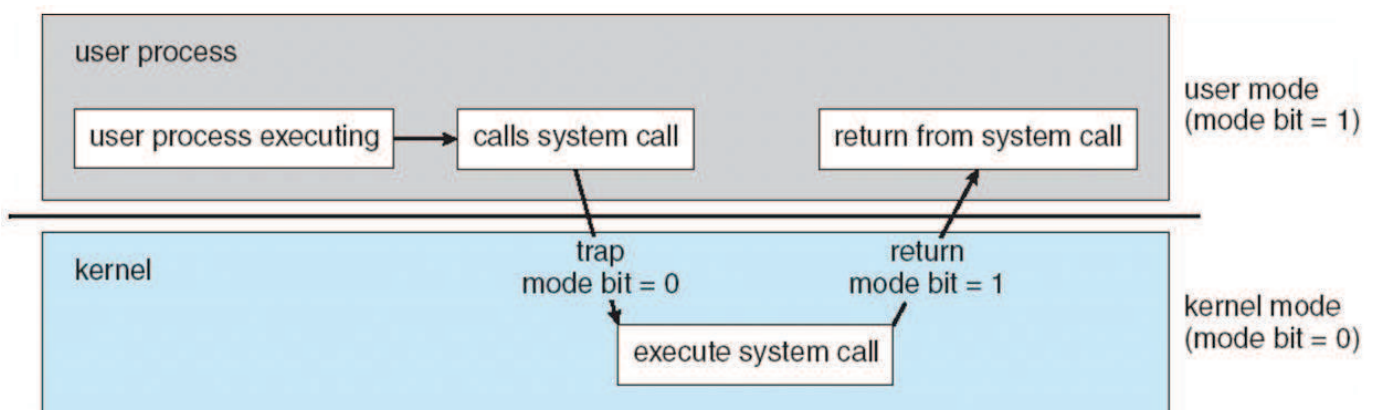 user process
user process executing
calls system call
return from system call
user mode
(mode bit = 1)
kernel
trap
mode bit = 0
return
mode bit = 1
execute system call
kernel mode
(mode bit = 0)